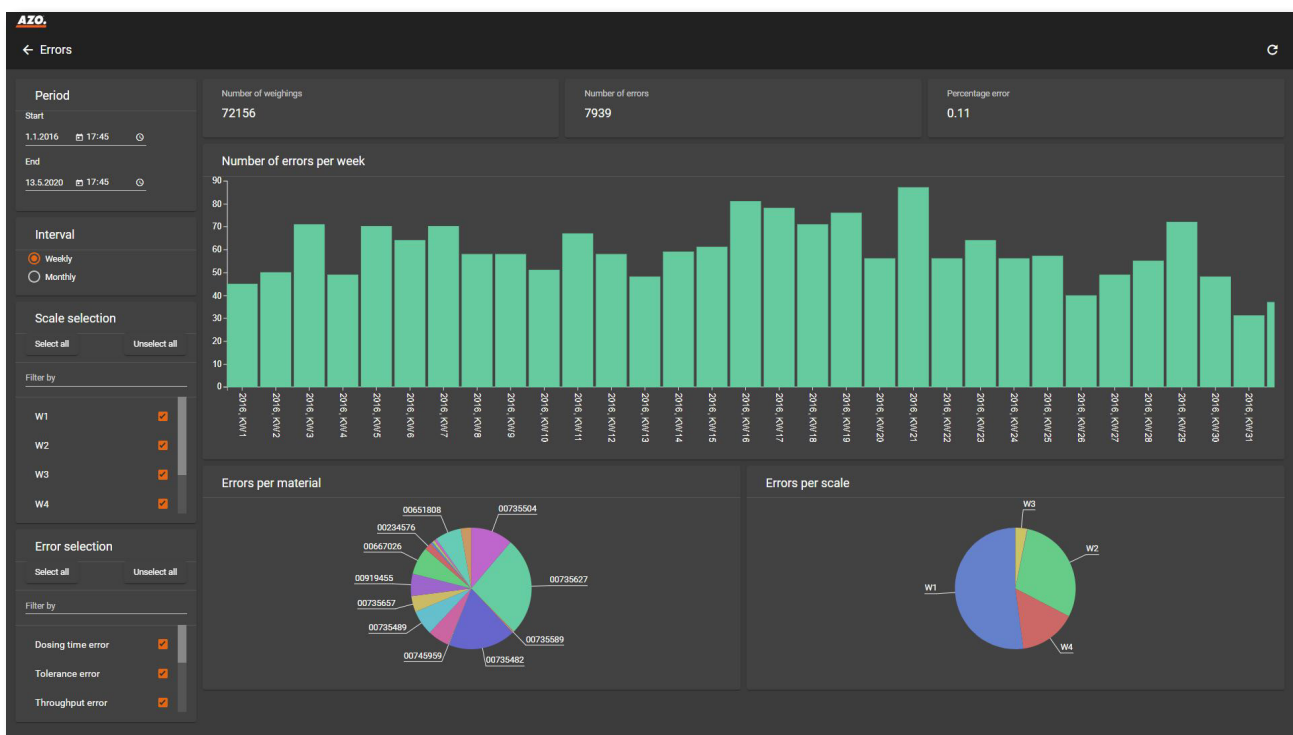 AZO.
Errors
Period
Start
1.1.2016 17:45
End
13.5.2020 17:45
Interval
Weekly
Monthly
Scale selection
Select all Unselect all
Filter by
W1
W2
W3
W4
Error selection
Select all Unselect all
Filter by
Dosing time error
Tolerance error
Throughput error
Number of weighings
72156
Number of errors
7939
Percentage error
0.11
Number of errors per week
90
80
70
60
50
40
30
20
10
0
2016, KW1
2016, KW2
2016, KW3
2016, KW4
2016, KW5
2016, KW6
2016, KW7
2016, KW8
2016, KW9
2016, KW10
2016, KW11
2016, KW12
2016, KW13
2016, KW14
2016, KW15
2016, KW16
2016, KW17
2016, KW18
2016, KW19
2016, KW20
2016, KW21
2016, KW22
2016, KW23
2016, KW24
2016, KW25
2016, KW26
2016, KW27
2016, KW28
2016, KW29
2016, KW30
2016, KW31
Errors per material
00651808
00735504
00234576
00667026
00919455
00735627
00735657
00735489
00735589
00745959
00735482
Errors per scale
W3
W2
W1
W4